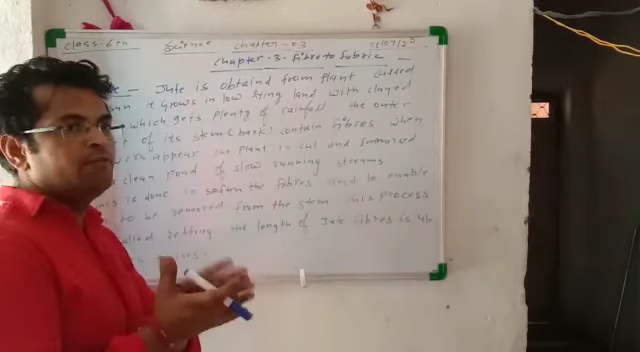 class-6th Science Chapter-03
Chapter-3-fibre to fabric
Jute is obtaind from plant Called
it Grows in low lying land with clayed
which gets plenty of rainfall the outer
of its stem (bark) contain fibres when
appear the plant is cut and immersed
clean Pond of slow running streams
is done to soften the fibres and to enable
to be removed from the stem this process
Retting the length of Jute fibres is up